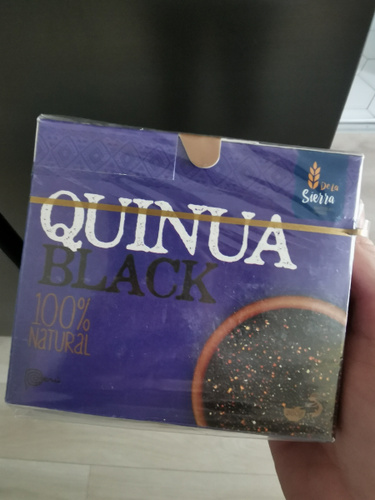 De la
Sierra
QUINUA
BLACK
100%
NATURAL